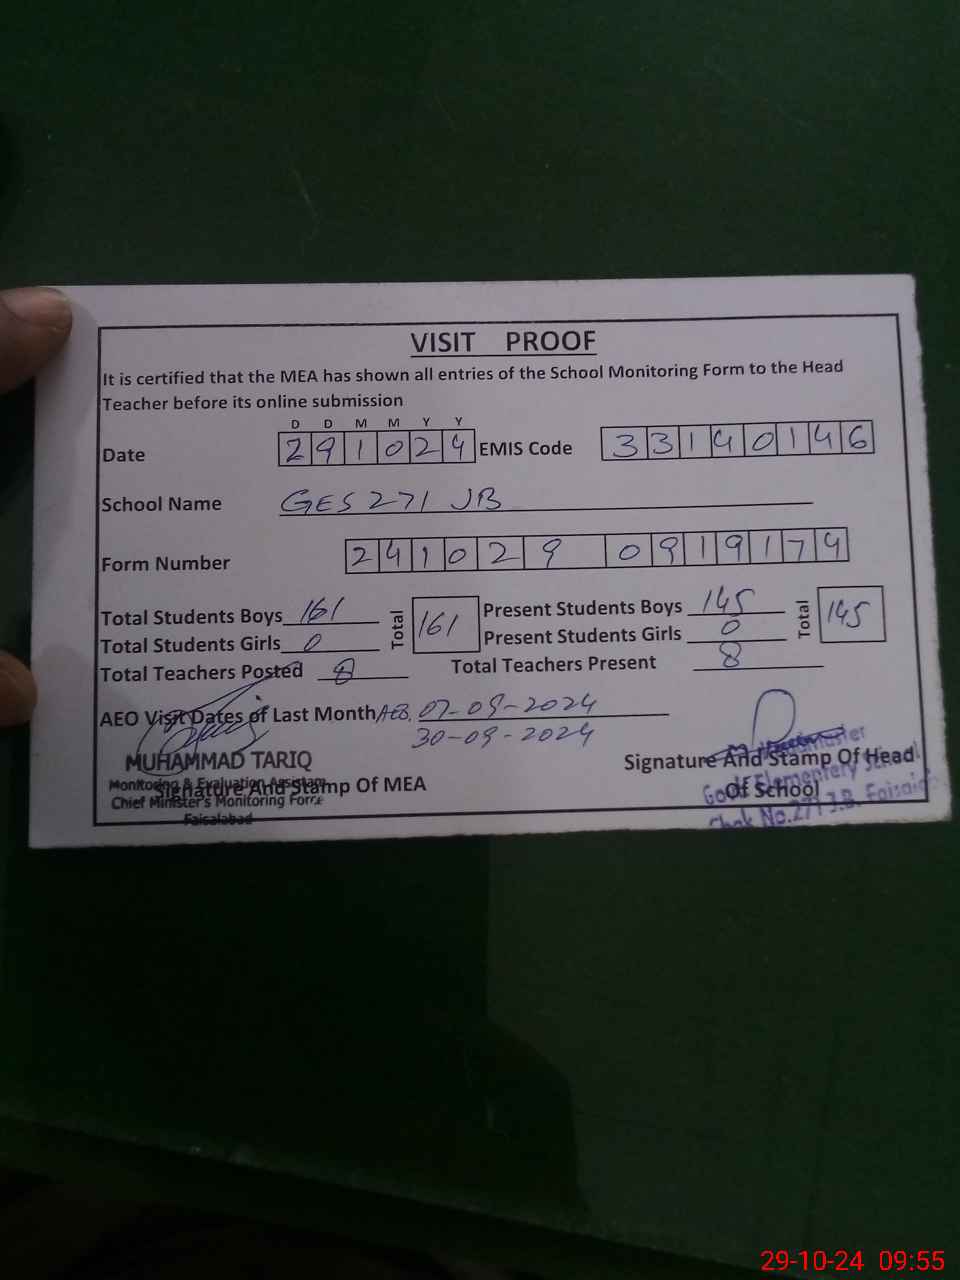 VISIT PROOF
It is certified that the MEA has shown all entries of the School Monitoring Form to the Head
Teacher before its online submission
D D M M Y Y
Date 2 9 1 0 2 4 EMIS Code 3 3 1 4 0 1 4 6
School Name GES 271 JB
Form Number 2 4 1 0 2 9 0 9 1 9 1 7 4
Total Students Boys 161 Total 161 Present Students Boys 145 Total 145
Total Students Girls 0 Present Students Girls 0
Total Teachers Posted 8 Total Teachers Present 8
AEO Visit Dates of Last Month 07-09-2024
30-09-2024
MUHAMMAD TARIQ
Monitoring & Evaluation Assistant
Chief Minister's Monitoring Force
Faisalabad
Signature And Stamp Of MEA
Signature And Stamp Of Head
Of School
Headmaster
Govt Elementery School
Chak No.271 J.B.
29-10-24 09:55